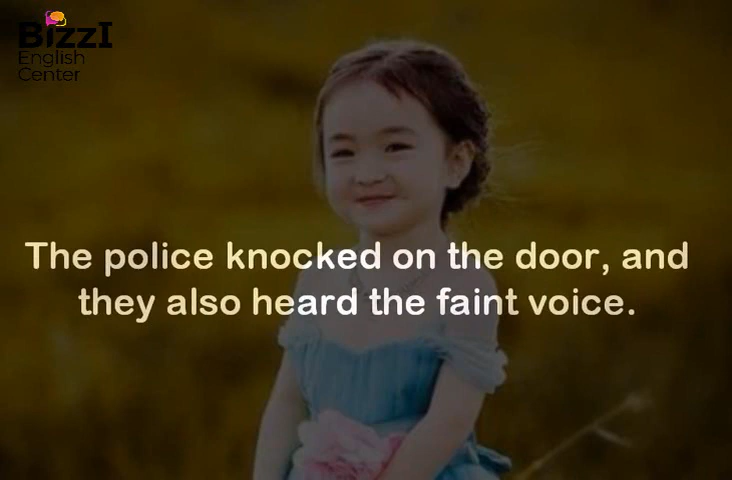 BizzI
English
Center
The police knocked on the door, and
they also heard the faint voice.